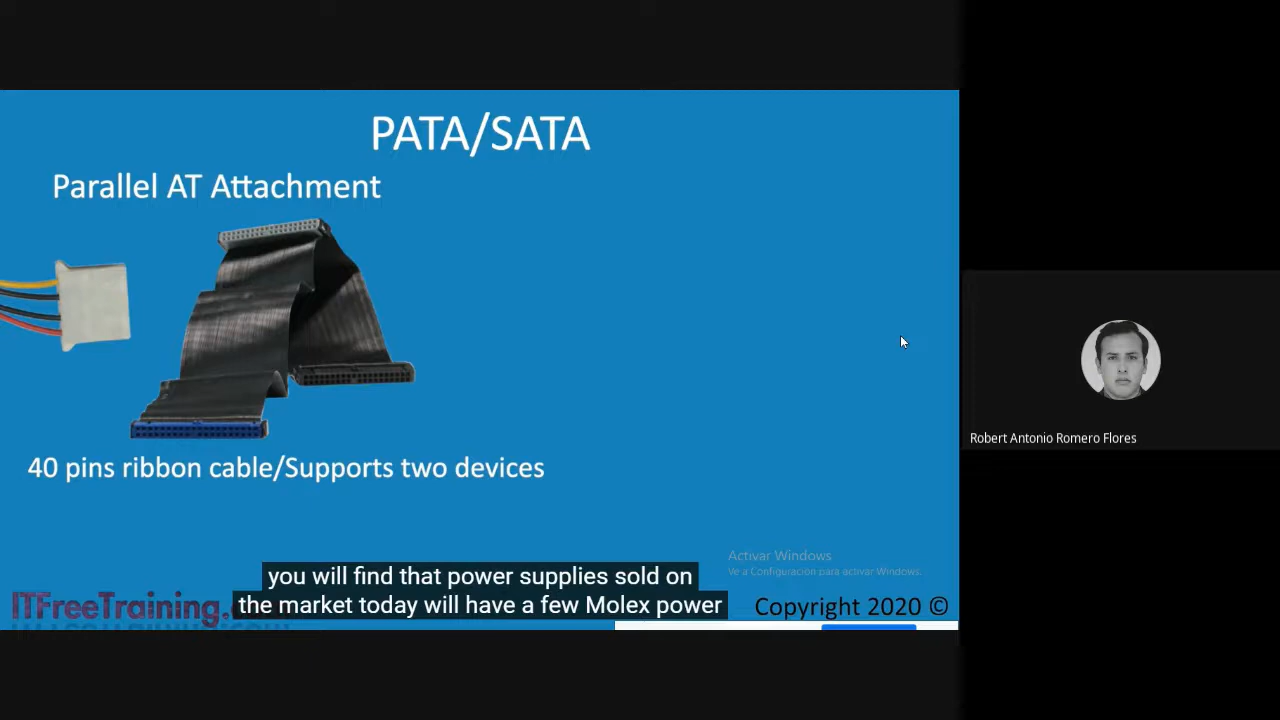 PATA/SATA
Parallel AT Attachment
40 pins ribbon cable/Supports two devices
Robert Antonio Romero Flores
Activar Windows
Ve a Configuración para activar Windows.
you will find that power supplies sold on
the market today will have a few Molex power
ITFreeTraining.
Copyright 2020 ©